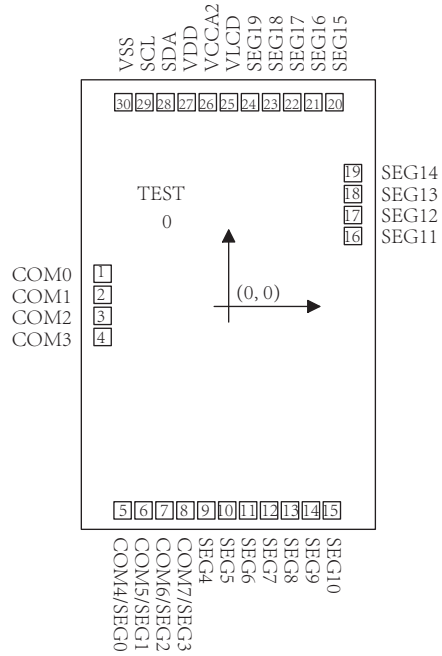 VSS
SCL
SDA
VDD
VCCA2
VLCD
SEG19
SEG18
SEG17
SEG16
SEG15
30 29 28 27 26 25 24 23 22 21 20
19 SEG14
18 SEG13
17 SEG12
16 SEG11
TEST
0
(0, 0)
COM0 1
COM1 2
COM2 3
COM3 4
5 6 7 8 9 10 11 12 13 14 15
COM4/SEG0
COM5/SEG1
COM6/SEG2
COM7/SEG3
SEG4
SEG5
SEG6
SEG7
SEG8
SEG9
SEG10